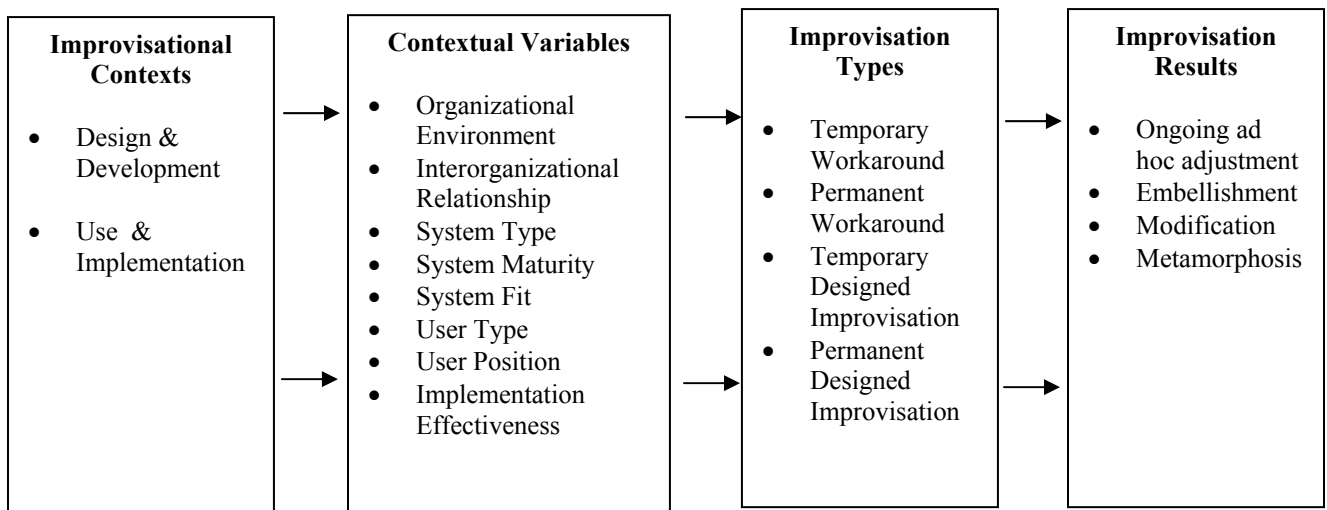 Improvisational
Contexts
• Design &
Development
• Use &
Implementation
Contextual Variables
• Organizational
Environment
• Interorganizational
Relationship
• System Type
• System Maturity
• System Fit
• User Type
• User Position
• Implementation
Effectiveness
Improvisation
Types
• Temporary
Workaround
• Permanent
Workaround
• Temporary
Designed
Improvisation
• Permanent
Designed
Improvisation
Improvisation
Results
• Ongoing ad
hoc adjustment
• Embellishment
• Modification
• Metamorphosis